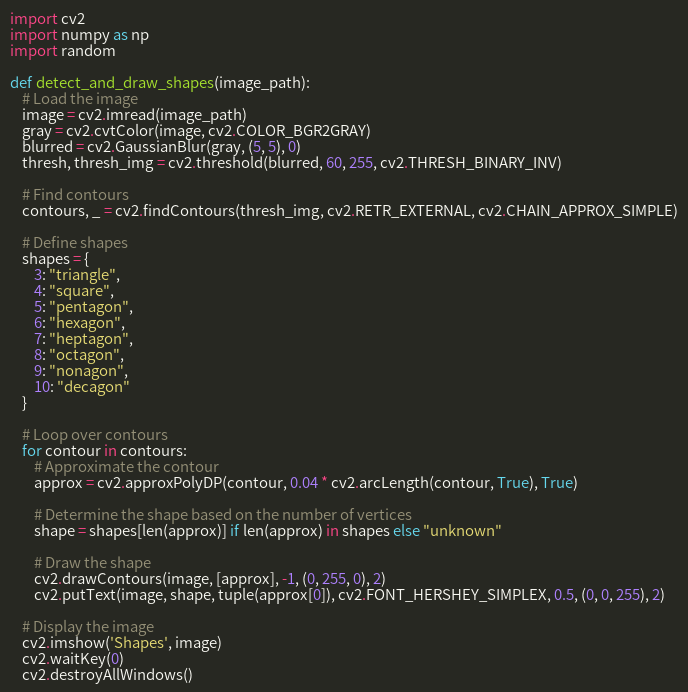 import cv2
import numpy as np
import random

def detect_and_draw_shapes(image_path):
    # Load the image
    image = cv2.imread(image_path)
    gray = cv2.cvtColor(image, cv2.COLOR_BGR2GRAY)
    blurred = cv2.GaussianBlur(gray, (5, 5), 0)
    thresh, thresh_img = cv2.threshold(blurred, 60, 255, cv2.THRESH_BINARY_INV)

    # Find contours
    contours, _ = cv2.findContours(thresh_img, cv2.RETR_EXTERNAL, cv2.CHAIN_APPROX_SIMPLE)

    # Define shapes
    shapes = {
        3: "triangle",
        4: "square",
        5: "pentagon",
        6: "hexagon",
        7: "heptagon",
        8: "octagon",
        9: "nonagon",
        10: "decagon"
    }

    # Loop over contours
    for contour in contours:
        # Approximate the contour
        approx = cv2.approxPolyDP(contour, 0.04 * cv2.arcLength(contour, True), True)

        # Determine the shape based on the number of vertices
        shape = shapes[len(approx)] if len(approx) in shapes else "unknown"

        # Draw the shape
        cv2.drawContours(image, [approx], -1, (0, 255, 0), 2)
        cv2.putText(image, shape, tuple(approx[0]), cv2.FONT_HERSHEY_SIMPLEX, 0.5, (0, 0, 255), 2)

    # Display the image
    cv2.imshow('Shapes', image)
    cv2.waitKey(0)
    cv2.destroyAllWindows()